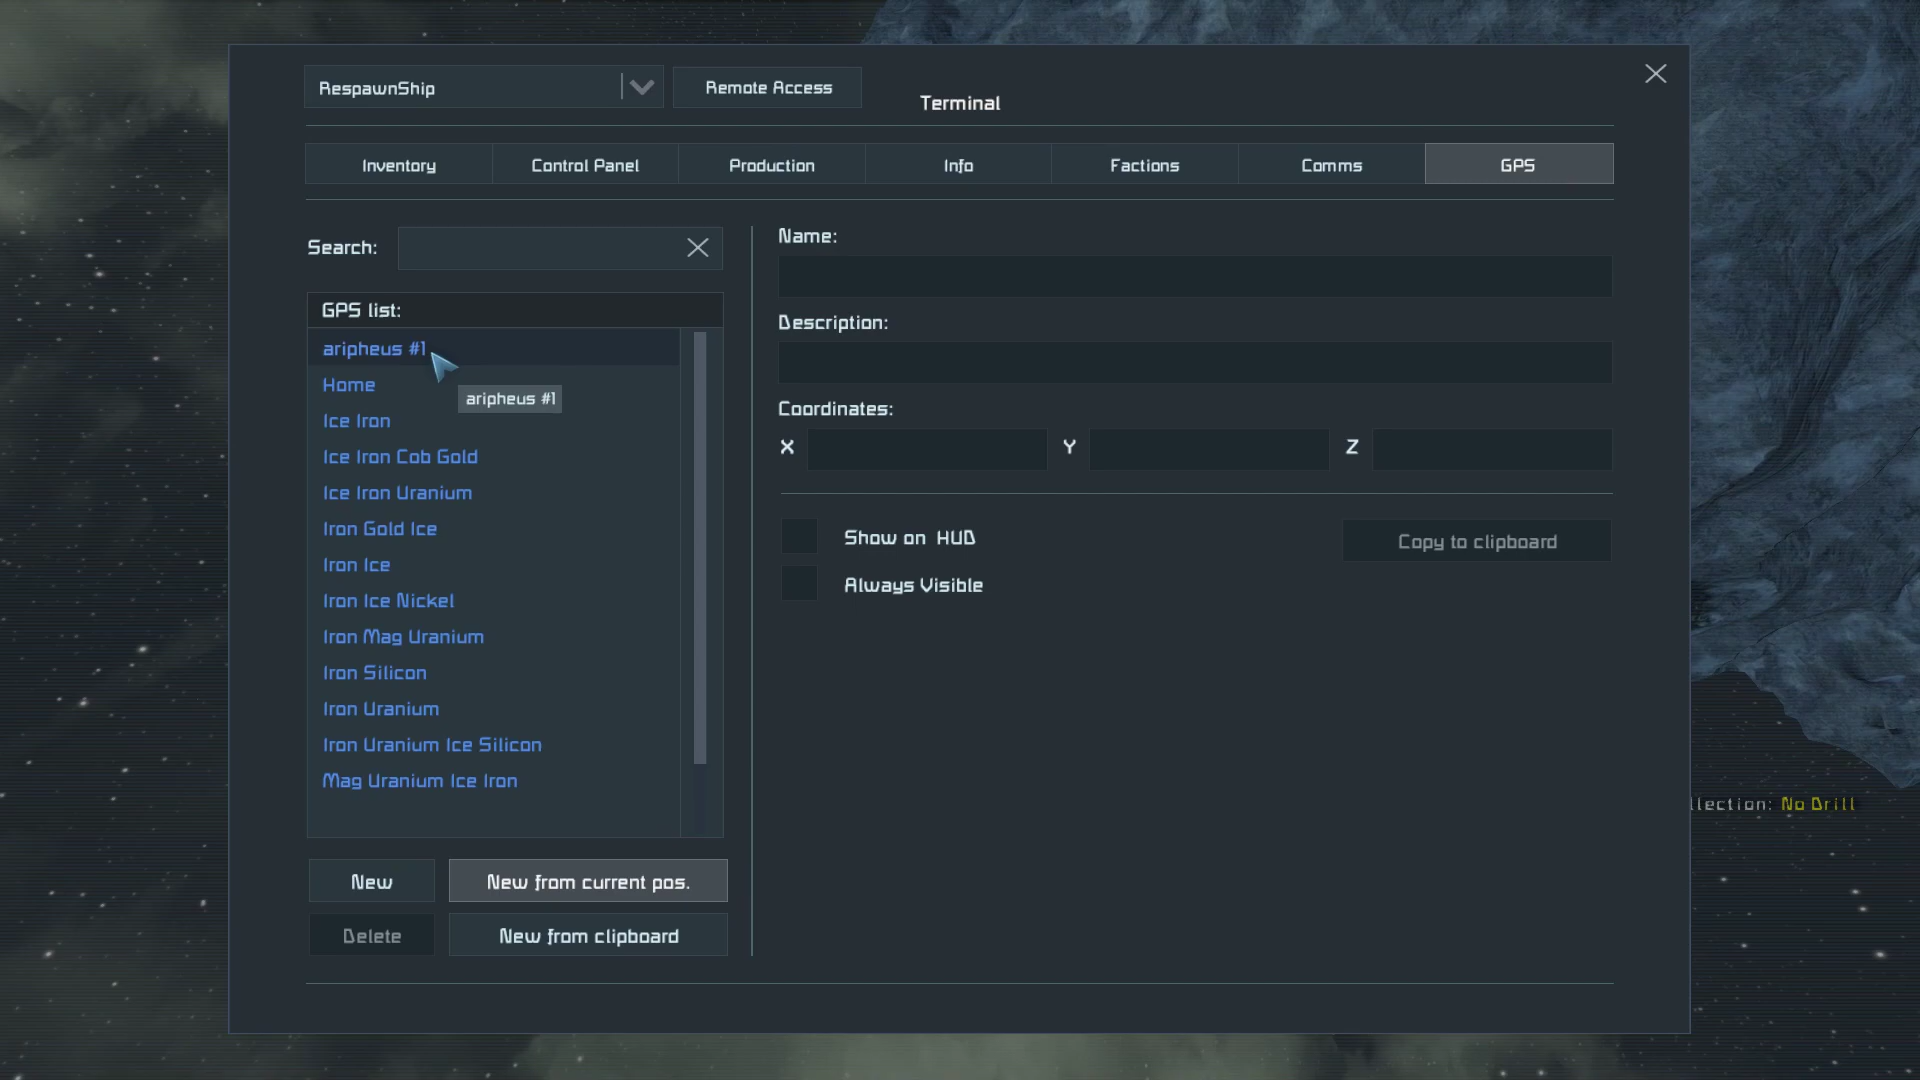 RespawnShip
Remote Access
Terminal
Inventory
Control Panel
Production
Info
Factions
Comms
GPS
Search:
GPS list:
aripheus #1
Home
aripheus #1
Ice Iron
Ice Iron Cob Gold
Ice Iron Uranium
Iron Gold Ice
Iron Ice
Iron Ice Nickel
Iron Mag Uranium
Iron Silicon
Iron Uranium
Iron Uranium Ice Silicon
Mag Uranium Ice Iron
New
New from current pos.
Delete
New from clipboard
Name:
Description:
Coordinates:
X
Y
Z
Show on HUD
Copy to clipboard
Always Visible
llection: No Drill